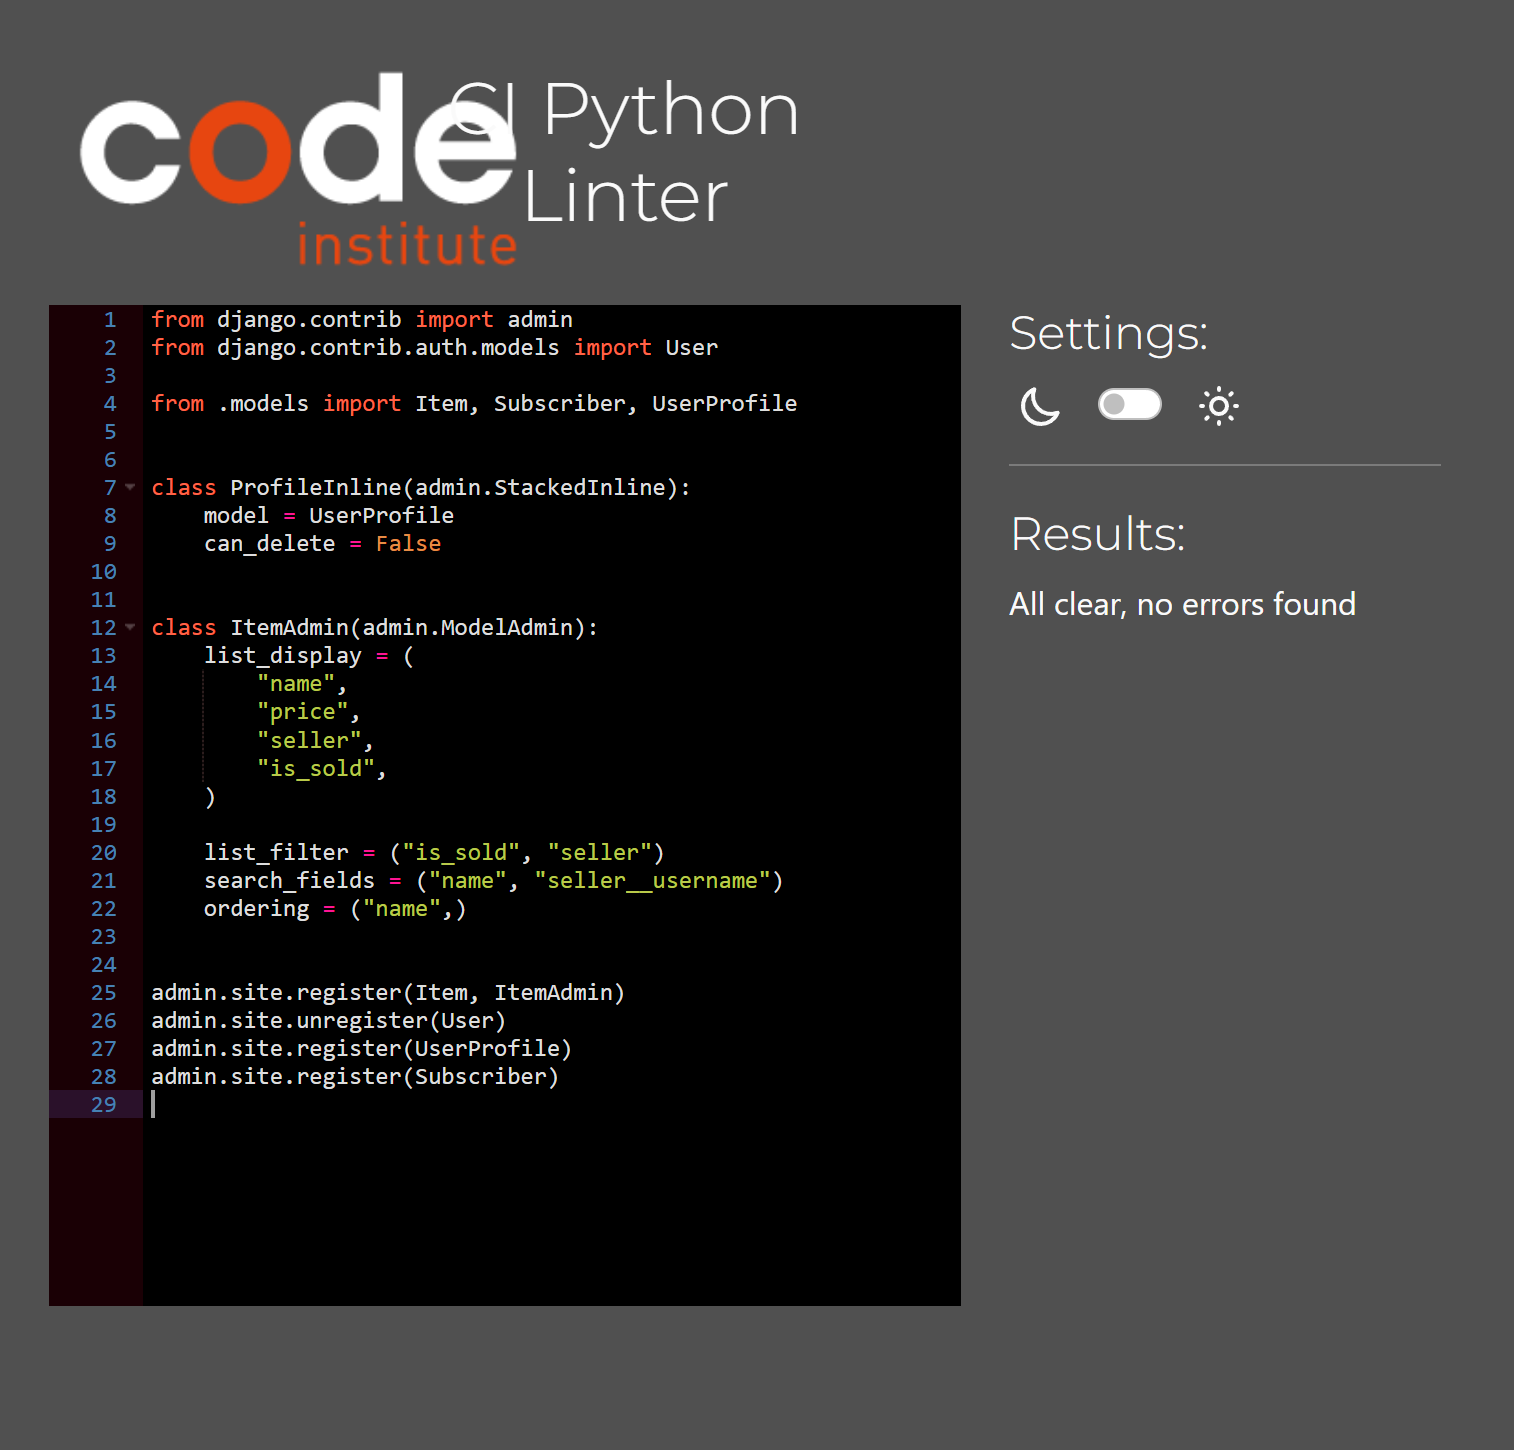 code
institute
CI Python
Linter
1 from django.contrib import admin
2 from django.contrib.auth.models import User
3
4 from .models import Item, Subscriber, UserProfile
5
6
7 class ProfileInline(admin.StackedInline):
8     model = UserProfile
9     can_delete = False
10
11
12 class ItemAdmin(admin.ModelAdmin):
13     list_display = (
14         "name",
15         "price",
16         "seller",
17         "is_sold",
18     )
19
20     list_filter = ("is_sold", "seller")
21     search_fields = ("name", "seller__username")
22     ordering = ("name",)
23
24
25 admin.site.register(Item, ItemAdmin)
26 admin.site.unregister(User)
27 admin.site.register(UserProfile)
28 admin.site.register(Subscriber)
29
Settings:
Results:
All clear, no errors found